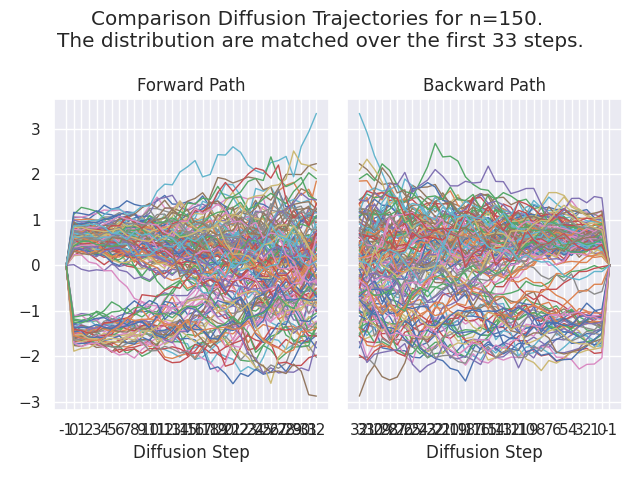 Comparison Diffusion Trajectories for n=150.
The distribution are matched over the first 33 steps.
Forward Path
Backward Path
3
2
1
0
−1
−2
−3
Diffusion Step
Diffusion Step